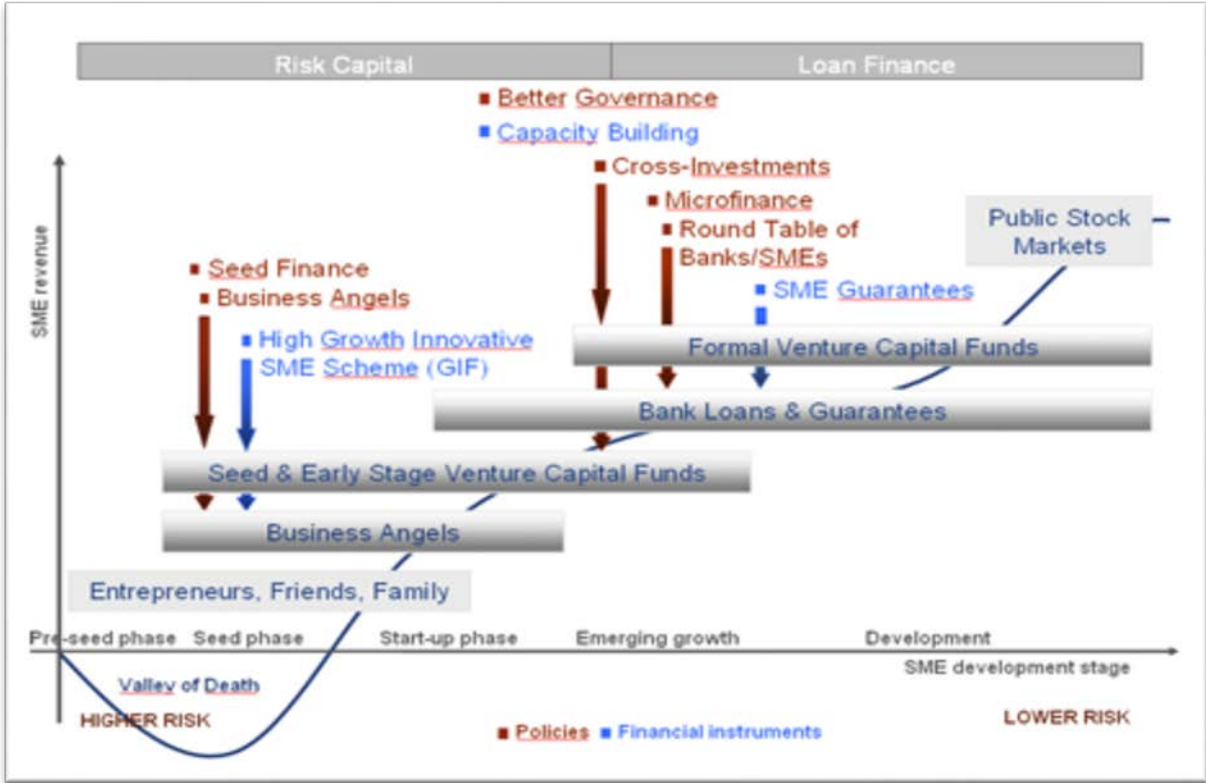 Risk Capital
Loan Finance
Better Governance
Capacity Building
Cross-Investments
Microfinance
Round Table of
Banks/SMEs
SME Guarantees
Public Stock
Markets
SME revenue
Seed Finance
Business Angels
High Growth Innovative
SME Scheme (GIF)
Formal Venture Capital Funds
Bank Loans & Guarantees
Seed & Early Stage Venture Capital Funds
Business Angels
Entrepreneurs, Friends, Family
Pre-seed phase
Seed phase
Start-up phase
Emerging growth
Development
SME development stage
Valley of Death
HIGHER RISK
LOWER RISK
Policies
Financial instruments